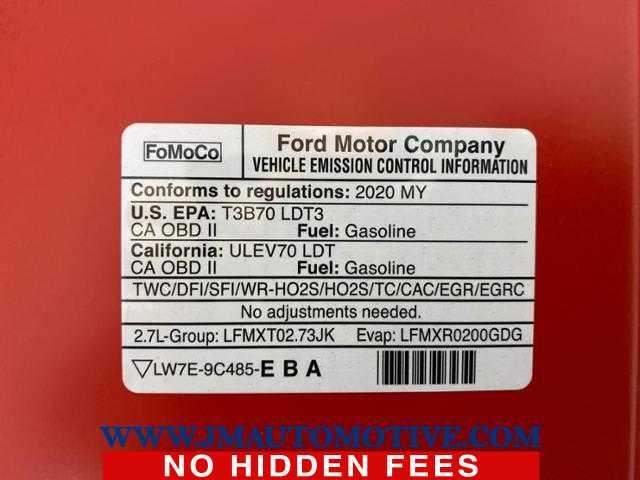 FoMoCo
Ford Motor Company
VEHICLE EMISSION CONTROL INFORMATION
Conforms to regulations: 2020 MY
U.S. EPA: T3B70 LDT3
CA OBD II Fuel: Gasoline
California: ULEV70 LDT
CA OBD II Fuel: Gasoline
TWC/DFI/SFI/WR-HO2S/HO2S/TC/CAC/EGR/EGRC
No adjustments needed.
2.7L-Group: LFMXT02.73JK Evap: LFMXR0200GDG
▽LW7E-9C485-E B A
WWW.JMAUTOMOTIVE.COM
NO HIDDEN FEES